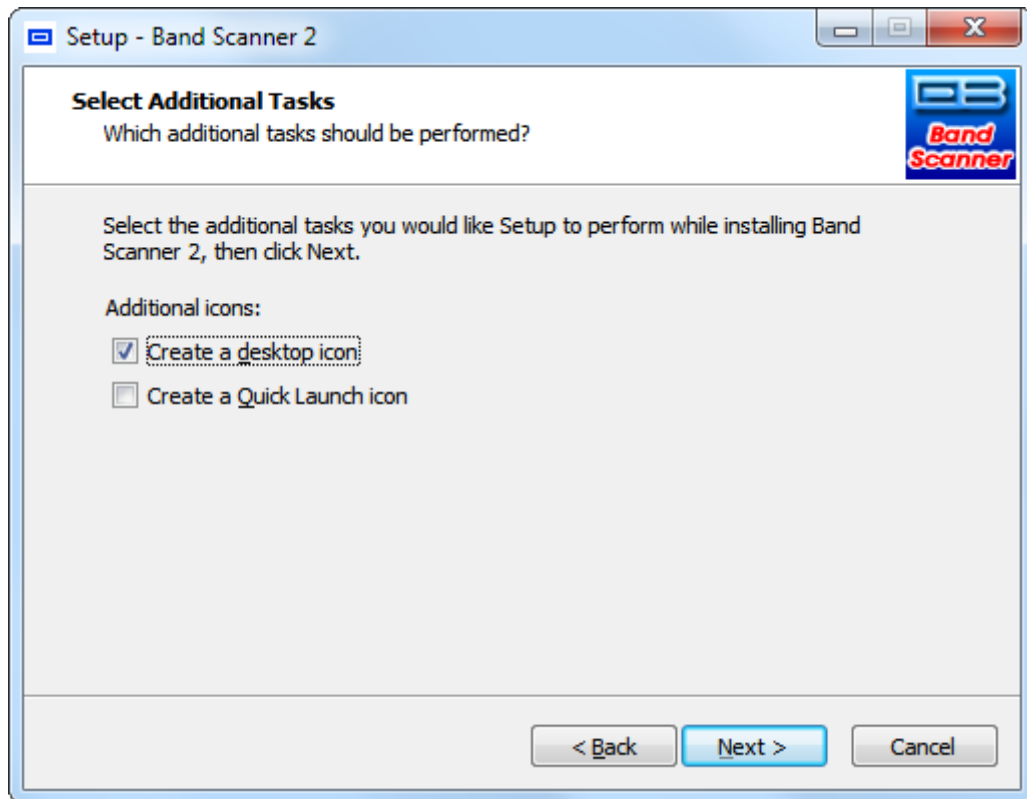 Setup - Band Scanner 2
Select Additional Tasks
Which additional tasks should be performed?
Band
Scanner
Select the additional tasks you would like Setup to perform while installing Band
Scanner 2, then click Next.
Additional icons:
Create a desktop icon
Create a Quick Launch icon
< Back
Next >
Cancel